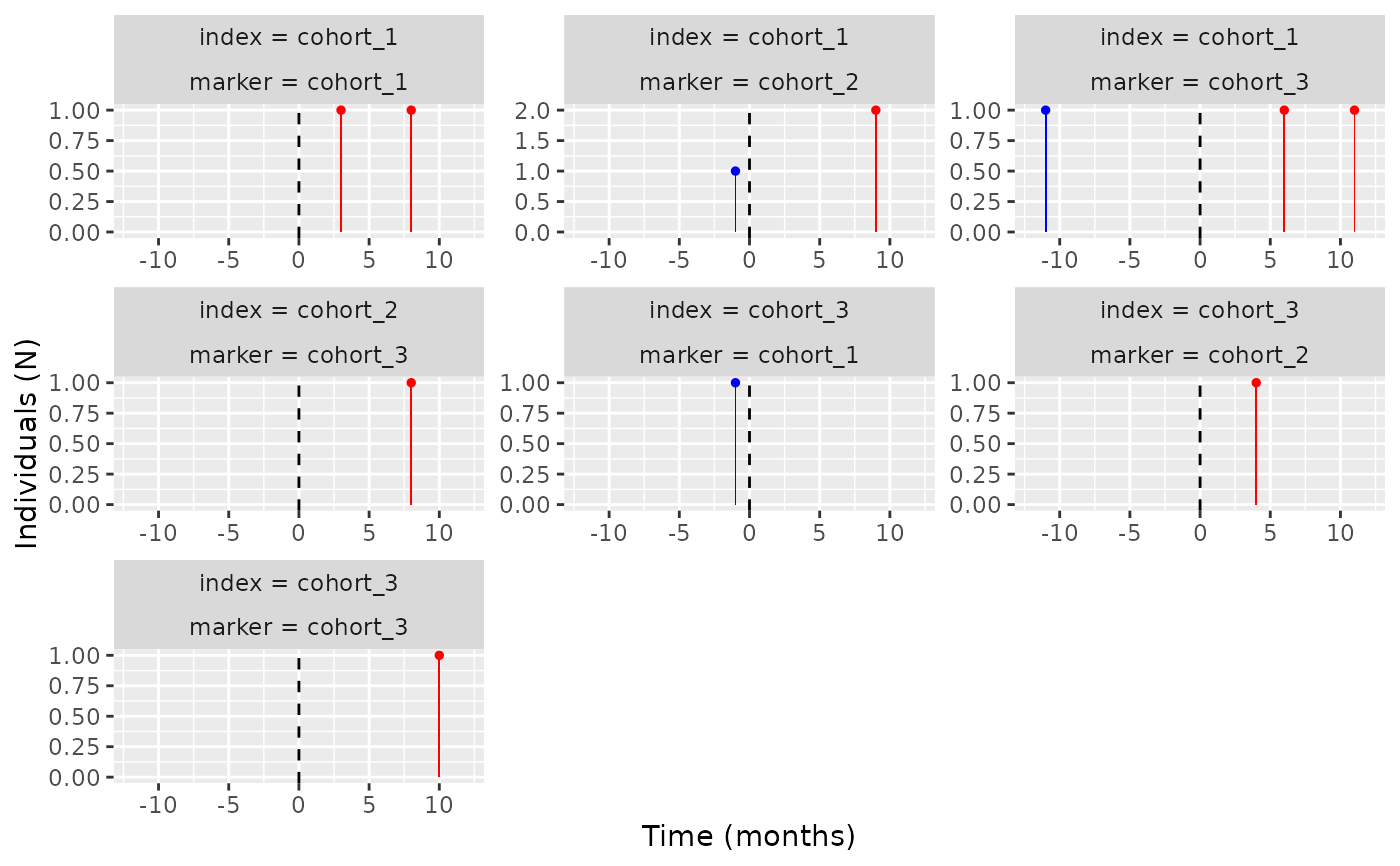 index = cohort_1
marker = cohort_1
1.00
0.75
0.50
0.25
0.00
-10 -5 0 5 10
index = cohort_1
marker = cohort_2
2.0
1.5
1.0
0.5
0.0
-10 -5 0 5 10
index = cohort_1
marker = cohort_3
1.00
0.75
0.50
0.25
0.00
-10 -5 0 5 10
index = cohort_2
marker = cohort_3
1.00
0.75
0.50
0.25
0.00
-10 -5 0 5 10
index = cohort_3
marker = cohort_1
1.00
0.75
0.50
0.25
0.00
-10 -5 0 5 10
index = cohort_3
marker = cohort_2
1.00
0.75
0.50
0.25
0.00
-10 -5 0 5 10
index = cohort_3
marker = cohort_3
1.00
0.75
0.50
0.25
0.00
-10 -5 0 5 10
Individuals (N)
Time (months)